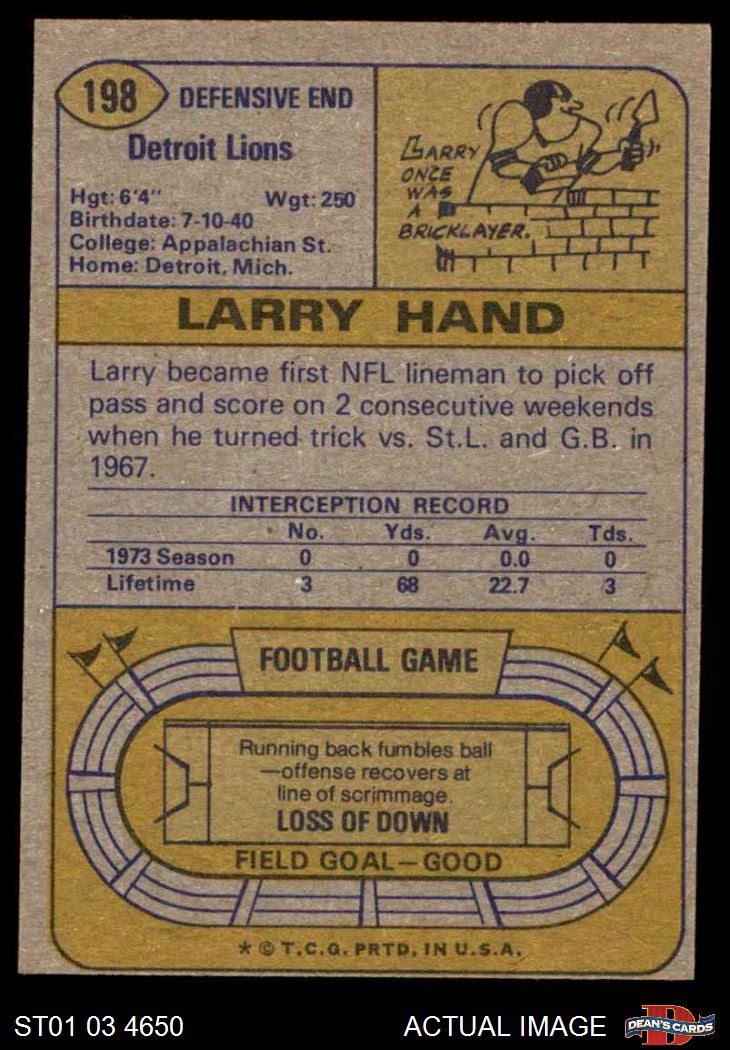 198
DEFENSIVE END
Detroit Lions
Hgt: 6'4" Wgt: 250
Birthdate: 7-10-40
College: Appalachian St.
Home: Detroit, Mich.
LARRY
ONCE
WAS
A
BRICKLAYER.
LARRY HAND
Larry became first NFL lineman to pick off
pass and score on 2 consecutive weekends
when he turned trick vs. St.L. and G.B. in
1967.
INTERCEPTION RECORD
No. Yds. Avg. Tds.
1973 Season 0 0 0.0 0
Lifetime 3 68 22.7 3
FOOTBALL GAME
Running back fumbles ball
—offense recovers at
line of scrimmage.
LOSS OF DOWN
FIELD GOAL—GOOD
* © T.C.G. PRTD. IN U.S.A.
ST01 03 4650
ACTUAL IMAGE
D
DEAN'S CARDS